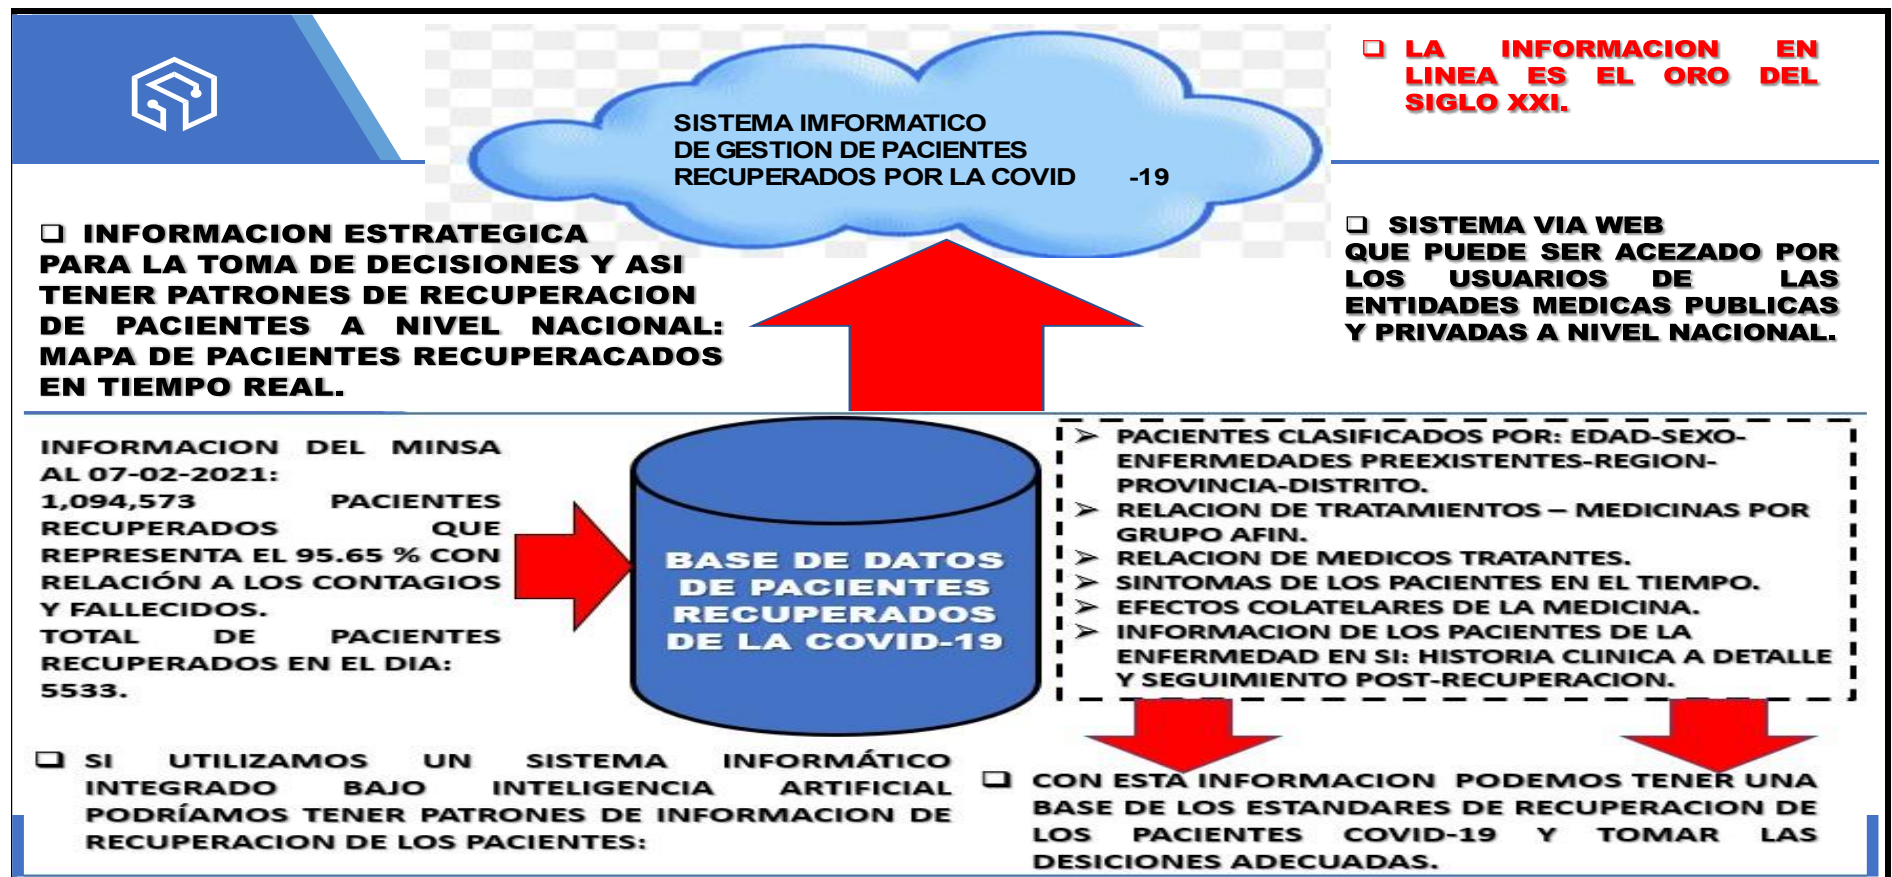 SISTEMA IMFORMATICO
DE GESTION DE PACIENTES
RECUPERADOS POR LA COVID -19
❑ LA INFORMACION EN
LINEA ES EL ORO DEL
SIGLO XXI.
❑ INFORMACION ESTRATEGICA
PARA LA TOMA DE DECISIONES Y ASI
TENER PATRONES DE RECUPERACION
DE PACIENTES A NIVEL NACIONAL:
MAPA DE PACIENTES RECUPERACADOS
EN TIEMPO REAL.
❑ SISTEMA VIA WEB
QUE PUEDE SER ACEZADO POR
LOS USUARIOS DE LAS
ENTIDADES MEDICAS PUBLICAS
Y PRIVADAS A NIVEL NACIONAL.
INFORMACION DEL MINSA
AL 07-02-2021:
1,094,573 PACIENTES
RECUPERADOS QUE
REPRESENTA EL 95.65 % CON
RELACIÓN A LOS CONTAGIOS
Y FALLECIDOS.
TOTAL DE PACIENTES
RECUPERADOS EN EL DIA:
5533.
BASE DE DATOS
DE PACIENTES
RECUPERADOS
DE LA COVID-19
➢ PACIENTES CLASIFICADOS POR: EDAD-SEXO-
ENFERMEDADES PREEXISTENTES-REGION-
PROVINCIA-DISTRITO.
➢ RELACION DE TRATAMIENTOS – MEDICINAS POR
GRUPO AFIN.
➢ RELACION DE MEDICOS TRATANTES.
➢ SINTOMAS DE LOS PACIENTES EN EL TIEMPO.
➢ EFECTOS COLATELARES DE LA MEDICINA.
➢ INFORMACION DE LOS PACIENTES DE LA
ENFERMEDAD EN SI: HISTORIA CLINICA A DETALLE
Y SEGUIMIENTO POST-RECUPERACION.
❑ SI UTILIZAMOS UN SISTEMA INFORMÁTICO
INTEGRADO BAJO INTELIGENCIA ARTIFICIAL
PODRÍAMOS TENER PATRONES DE INFORMACION DE
RECUPERACION DE LOS PACIENTES:
❑ CON ESTA INFORMACION PODEMOS TENER UNA
BASE DE LOS ESTANDARES DE RECUPERACION DE
LOS PACIENTES COVID-19 Y TOMAR LAS
DESICIONES ADECUADAS.